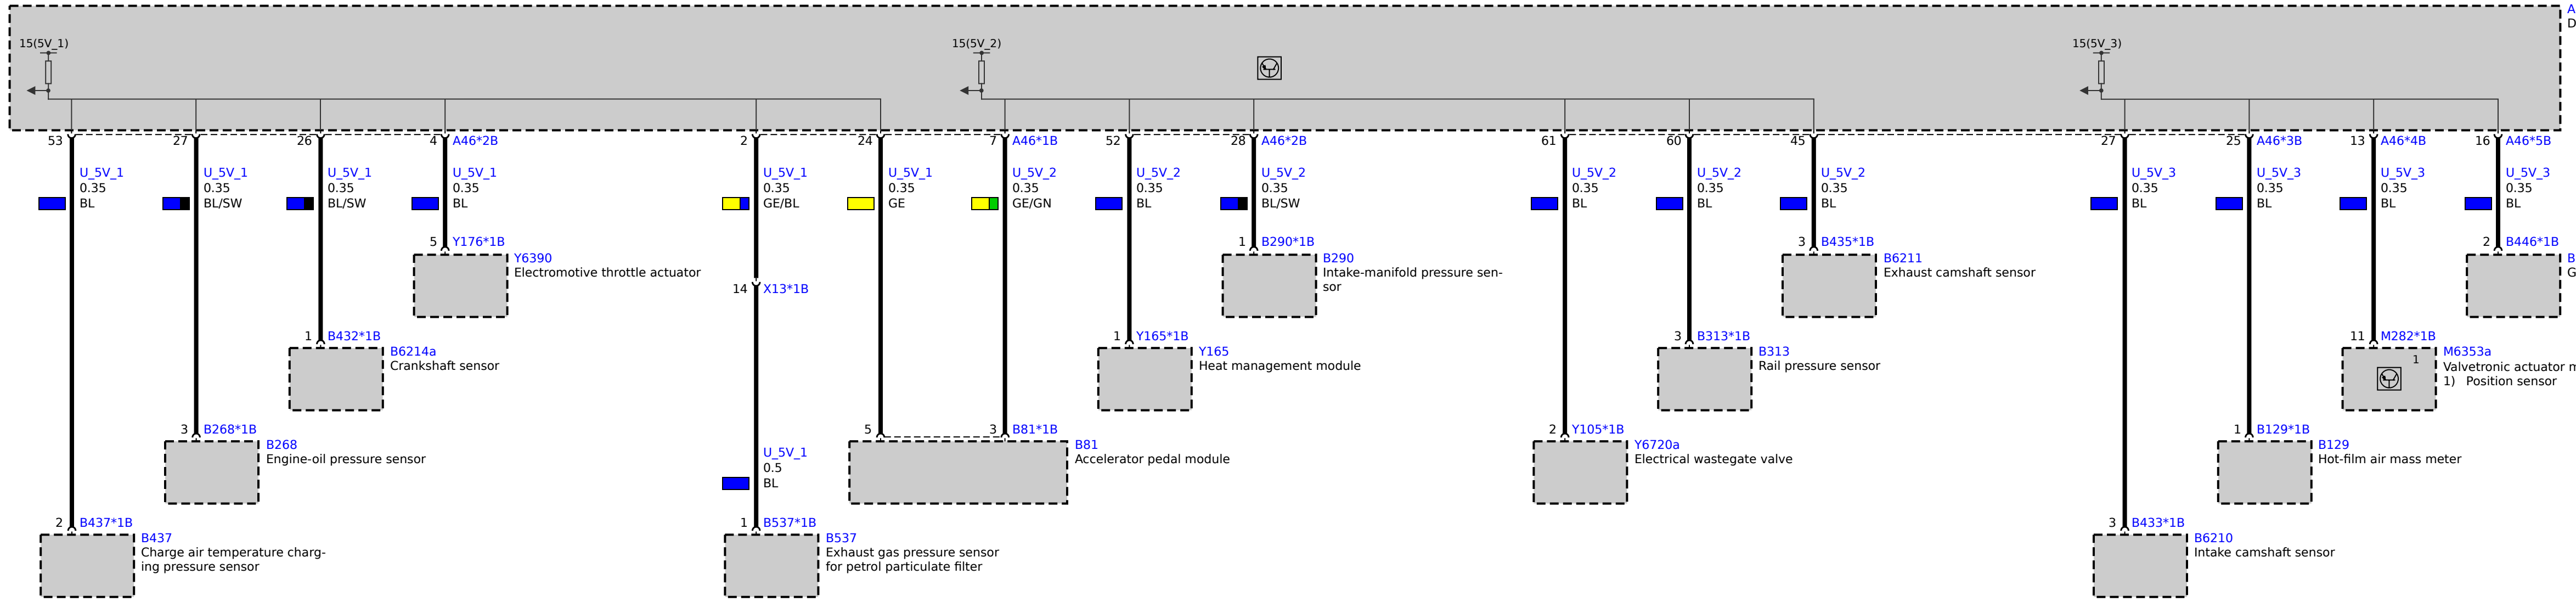 A
D
15(5V_1)
15(5V_2)
15(5V_3)
53
27
26
4 A46*2B
2
24
7 A46*1B
52
28 A46*2B
61
60
45
27
25 A46*3B
13 A46*4B
16 A46*5B
U_5V_1
0.35
BL
U_5V_1
0.35
BL/SW
U_5V_1
0.35
BL/SW
U_5V_1
0.35
BL
U_5V_1
0.35
GE/BL
U_5V_1
0.35
GE
U_5V_2
0.35
GE/GN
U_5V_2
0.35
BL
U_5V_2
0.35
BL/SW
U_5V_2
0.35
BL
U_5V_2
0.35
BL
U_5V_2
0.35
BL
U_5V_3
0.35
BL
U_5V_3
0.35
BL
U_5V_3
0.35
BL
U_5V_3
0.35
BL
5 Y176*1B
Y6390
Electromotive throttle actuator
1 B290*1B
B290
Intake-manifold pressure sen-
sor
3 B435*1B
B6211
Exhaust camshaft sensor
2 B446*1B
B
G
14 X13*1B
1 B432*1B
B6214a
Crankshaft sensor
1 Y165*1B
Y165
Heat management module
3 B313*1B
B313
Rail pressure sensor
11 M282*1B
1
M6353a
Valvetronic actuator m
1) Position sensor
3 B268*1B
B268
Engine-oil pressure sensor
U_5V_1
0.5
BL
5
3 B81*1B
B81
Accelerator pedal module
2 Y105*1B
Y6720a
Electrical wastegate valve
1 B129*1B
B129
Hot-film air mass meter
2 B437*1B
B437
Charge air temperature charg-
ing pressure sensor
1 B537*1B
B537
Exhaust gas pressure sensor
for petrol particulate filter
3 B433*1B
B6210
Intake camshaft sensor